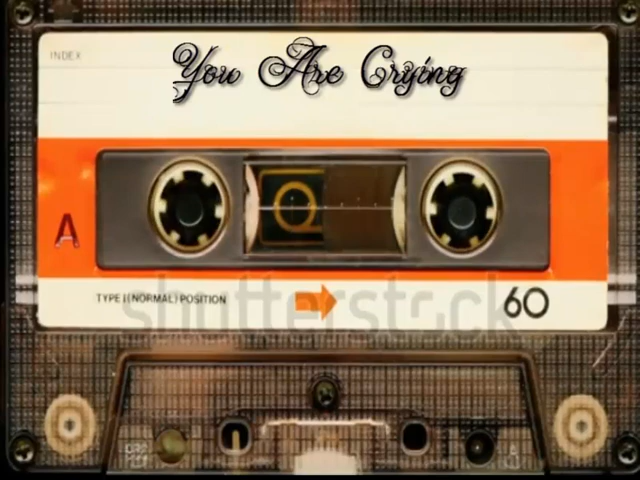 You Are Crying
INDEX
A
TYPE I (NORMAL) POSITION
60
shutterstock